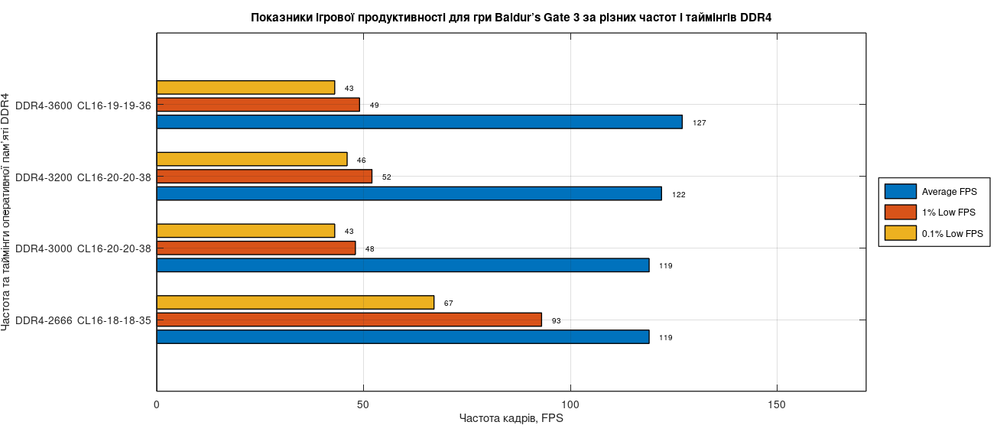 Показники ігрової продуктивності для гри Baldur's Gate 3 за різних частот і таймінгів DDR4
Частота та таймінги оперативної пам'яті DDR4
DDR4-3600 CL16-19-19-36
43
49
127
DDR4-3200 CL16-20-20-38
46
52
122
DDR4-3000 CL16-20-20-38
43
48
119
DDR4-2666 CL16-18-18-35
67
93
119
0
50
100
150
Частота кадрів, FPS
Average FPS
1% Low FPS
0.1% Low FPS